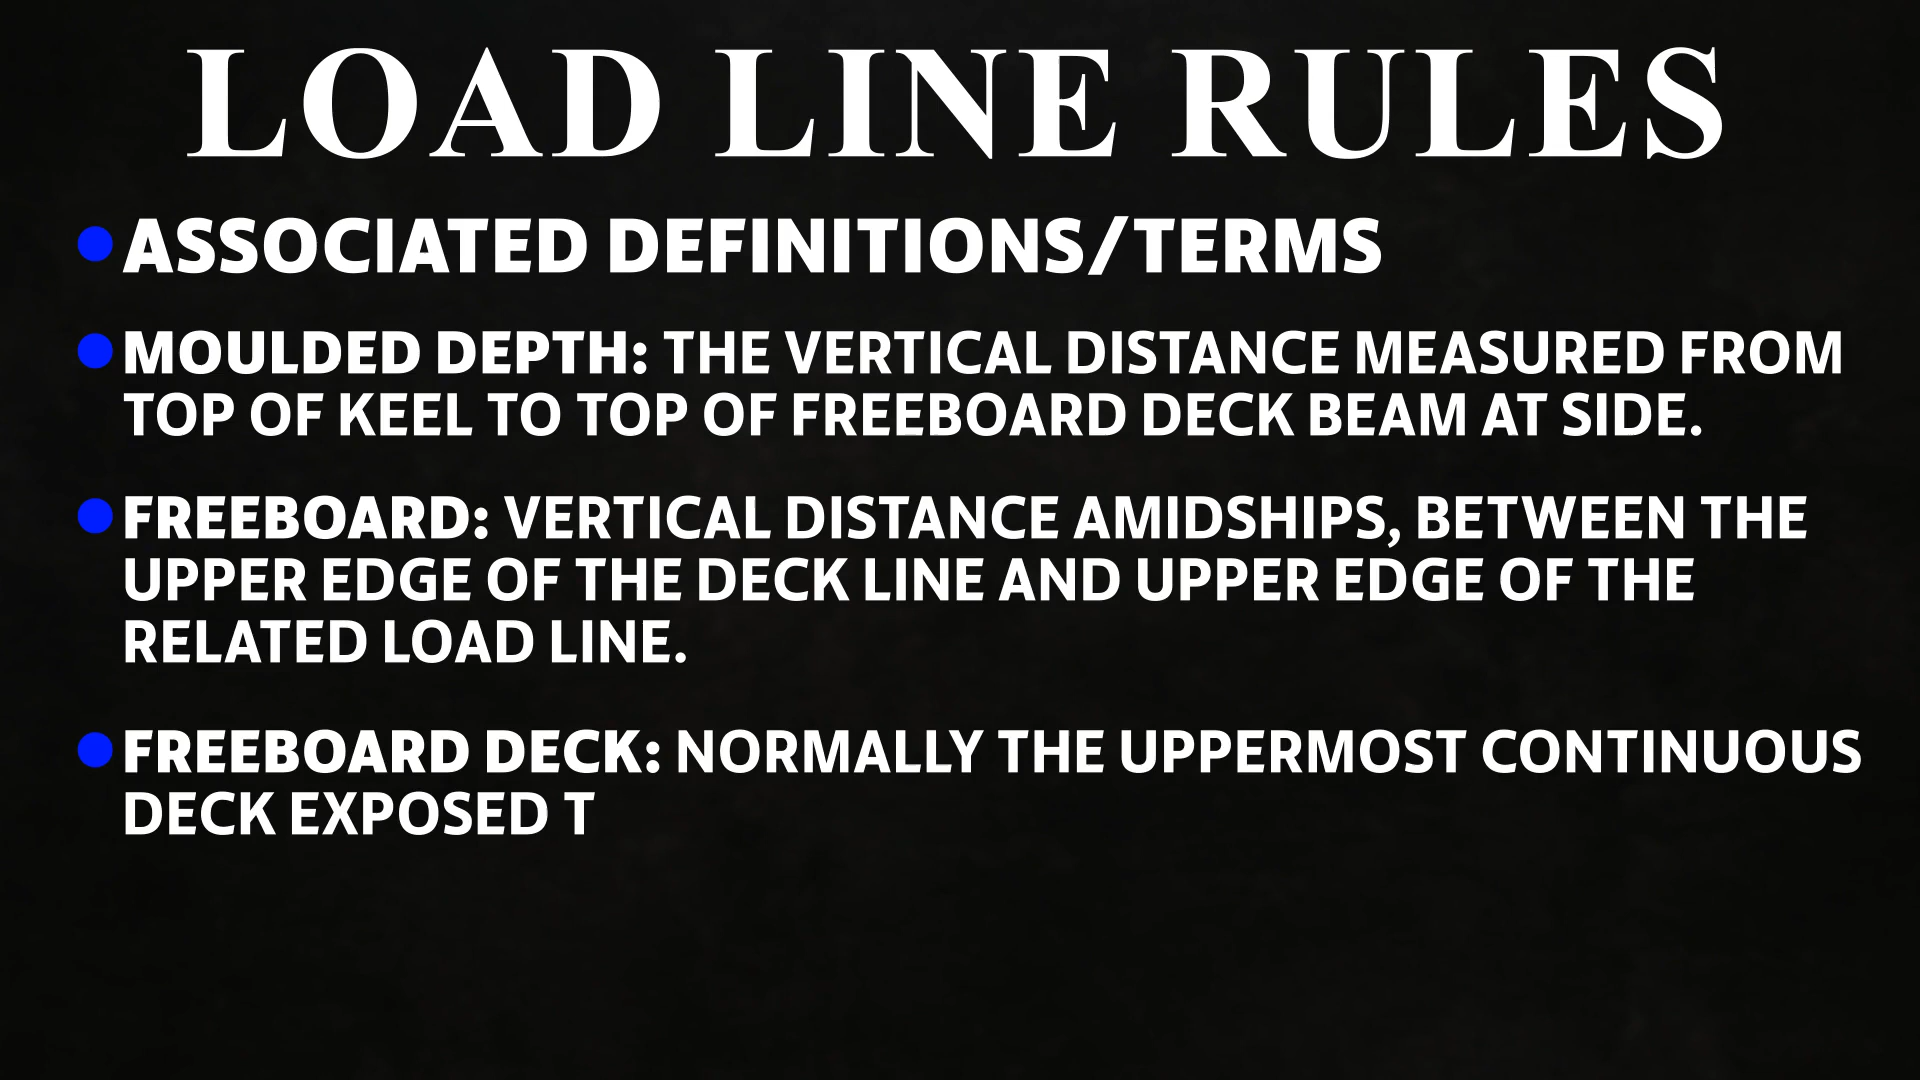 LOAD LINE RULES
ASSOCIATED DEFINITIONS/TERMS
MOULDED DEPTH: THE VERTICAL DISTANCE MEASURED FROM
TOP OF KEEL TO TOP OF FREEBOARD DECK BEAM AT SIDE.
FREEBOARD: VERTICAL DISTANCE AMIDSHIPS, BETWEEN THE
UPPER EDGE OF THE DECK LINE AND UPPER EDGE OF THE
RELATED LOAD LINE.
FREEBOARD DECK: NORMALLY THE UPPERMOST CONTINUOUS
DECK EXPOSED T